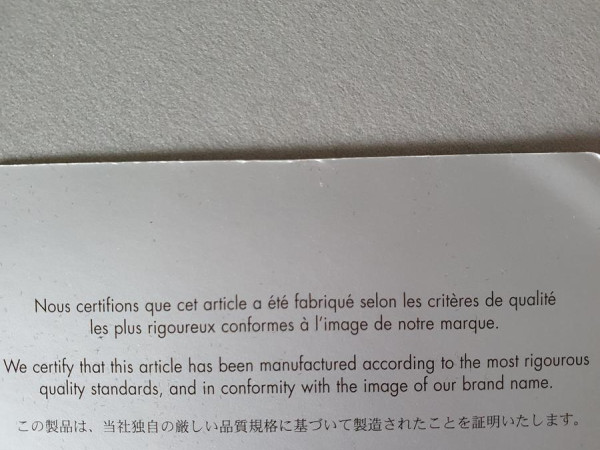 Nous certifions que cet article a été fabriqué selon les critères de qualité
les plus rigoureux conformes à l'image de notre marque.
We certify that this article has been manufactured according to the most rigourous
quality standards, and in conformity with the image of our brand name.
この製品は、当社独自の厳しい品質規格に基づいて製造されたことを証明いたします。